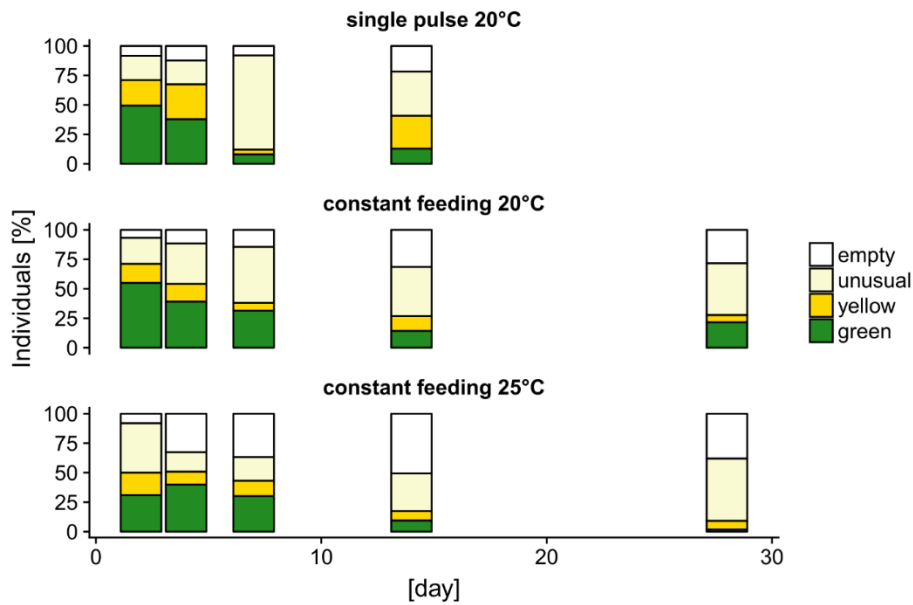 single pulse 20°C
100
75
50
25
0
constant feeding 20°C
100
75
50
25
0
Individuals [%]
empty
unusual
yellow
green
constant feeding 25°C
100
75
50
25
0
0 10 20 30
[day]